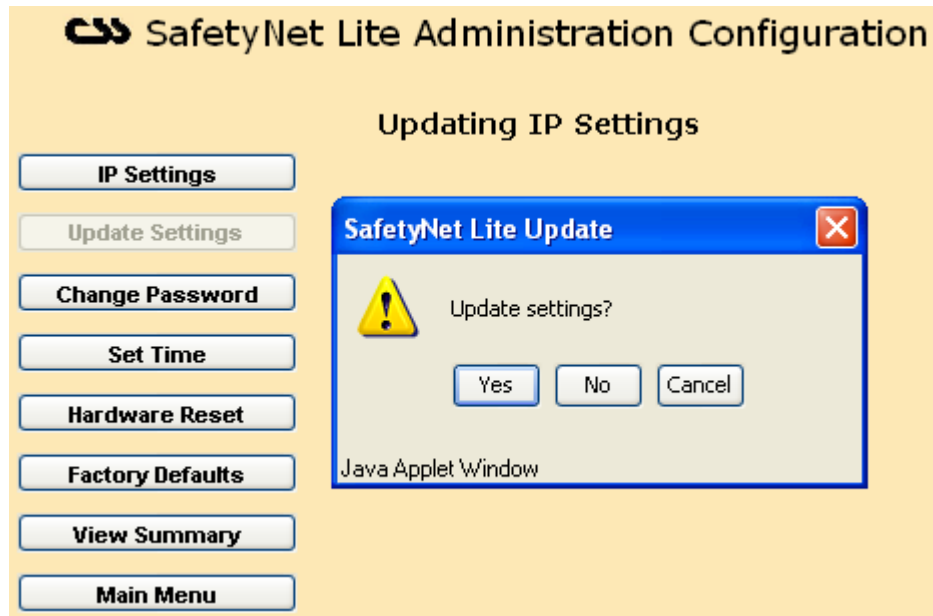 CSS SafetyNet Lite Administration Configuration
Updating IP Settings
IP Settings
Update Settings
Change Password
Set Time
Hardware Reset
Factory Defaults
View Summary
Main Menu
SafetyNet Lite Update
Update settings?
Yes No Cancel
Java Applet Window